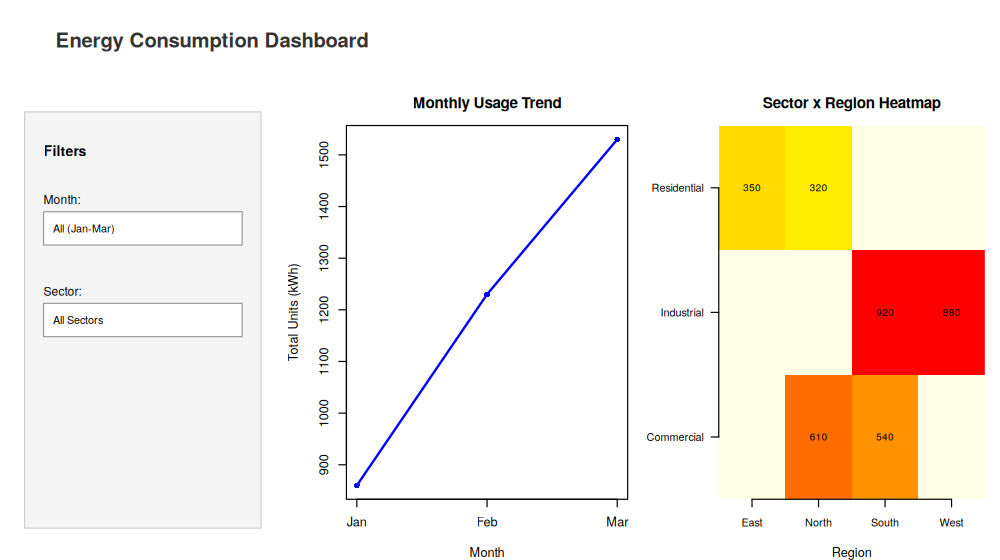 Energy Consumption Dashboard
Filters
Month:
All (Jan-Mar)
Sector:
All Sectors
Monthly Usage Trend
Total Units (kWh)
1500
1400
1300
1200
1100
1000
900
Jan Feb Mar
Month
Sector x Region Heatmap
Residential 350 320
Industrial 920 880
Commercial 610 540
East North South West
Region